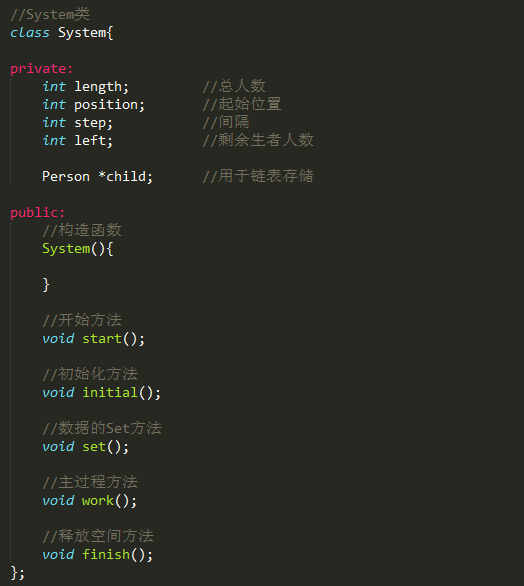 //System类
class System{
private:
int length; //总人数
int position; //起始位置
int step; //间隔
int left; //剩余生者人数
Person *child; //用于链表存储
public:
//构造函数
System(){
}
//开始方法
void start();
//初始化方法
void initial();
//数据的Set方法
void set();
//主过程方法
void work();
//释放空间方法
void finish();
};